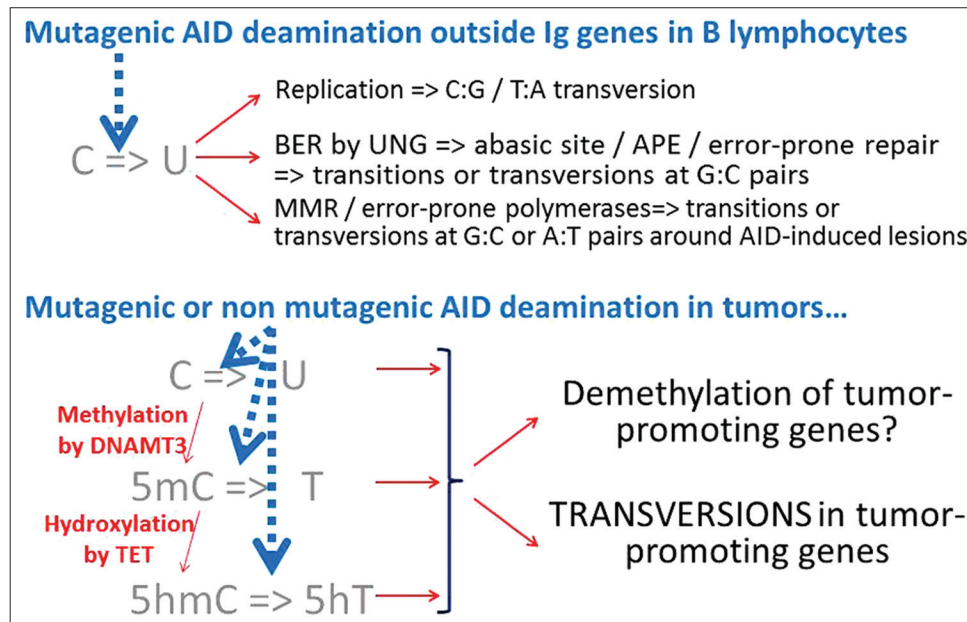 Mutagenic AID deamination outside Ig genes in B lymphocytes
Replication => C:G / T:A transversion
C => U
BER by UNG => abasic site / APE / error-prone repair
=> transitions or transversions at G:C pairs
MMR / error-prone polymerases=> transitions or
transversions at G:C or A:T pairs around AID-induced lesions
Mutagenic or non mutagenic AID deamination in tumors...
C => U
Methylation
by DNAMT3
5mC => T
Hydroxylation
by TET
5hmC => 5hT
Demethylation of tumor-
promoting genes?
TRANSVERSIONS in tumor-
promoting genes